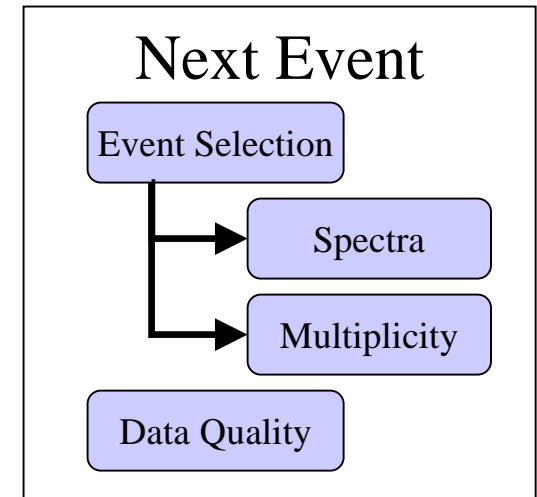 Next Event
Event Selection
Spectra
Multiplicity
Data Quality